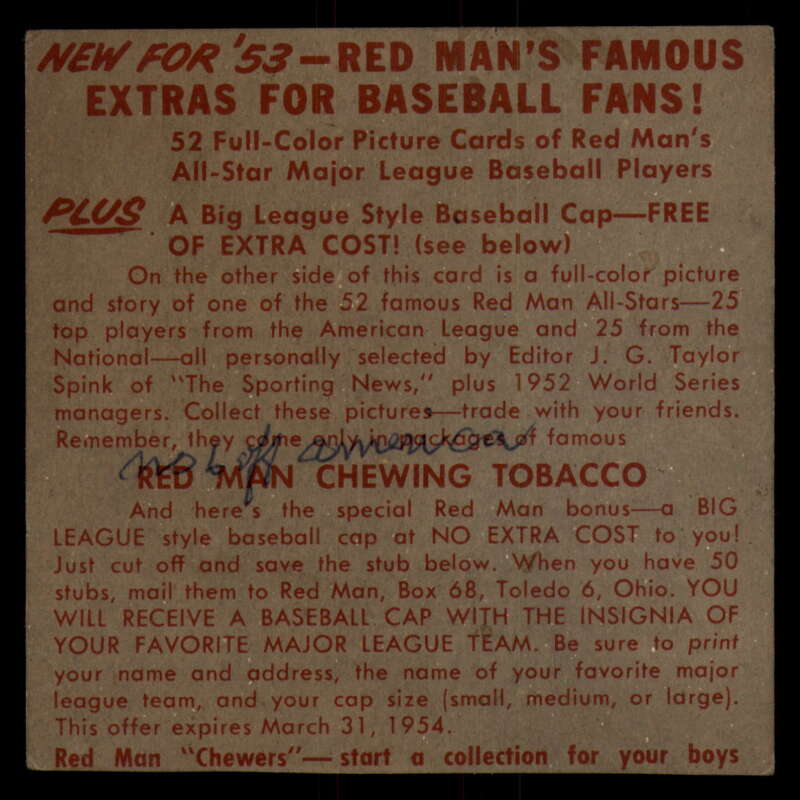 NEW FOR '53—RED MAN'S FAMOUS
EXTRAS FOR BASEBALL FANS!
52 Full-Color Picture Cards of Red Man's
All-Star Major League Baseball Players
PLUS A Big League Style Baseball Cap—FREE
OF EXTRA COST! (see below)
On the other side of this card is a full-color picture
and story of one of the 52 famous Red Man All-Stars—25
top players from the American League and 25 from the
National—all personally selected by Editor J. G. Taylor
Spink of "The Sporting News," plus 1952 World Series
managers. Collect these pictures—trade with your friends.
Remember, they come only in packages of famous
america
RED MAN CHEWING TOBACCO
And here's the special Red Man bonus—a BIG
LEAGUE style baseball cap at NO EXTRA COST to you!
Just cut off and save the stub below. When you have 50
stubs, mail them to Red Man, Box 68, Toledo 6, Ohio. YOU
WILL RECEIVE A BASEBALL CAP WITH THE INSIGNIA OF
YOUR FAVORITE MAJOR LEAGUE TEAM. Be sure to print
your name and address, the name of your favorite major
league team, and your cap size (small, medium, or large).
This offer expires March 31, 1954.
Red Man "Chewers"—start a collection for your boys